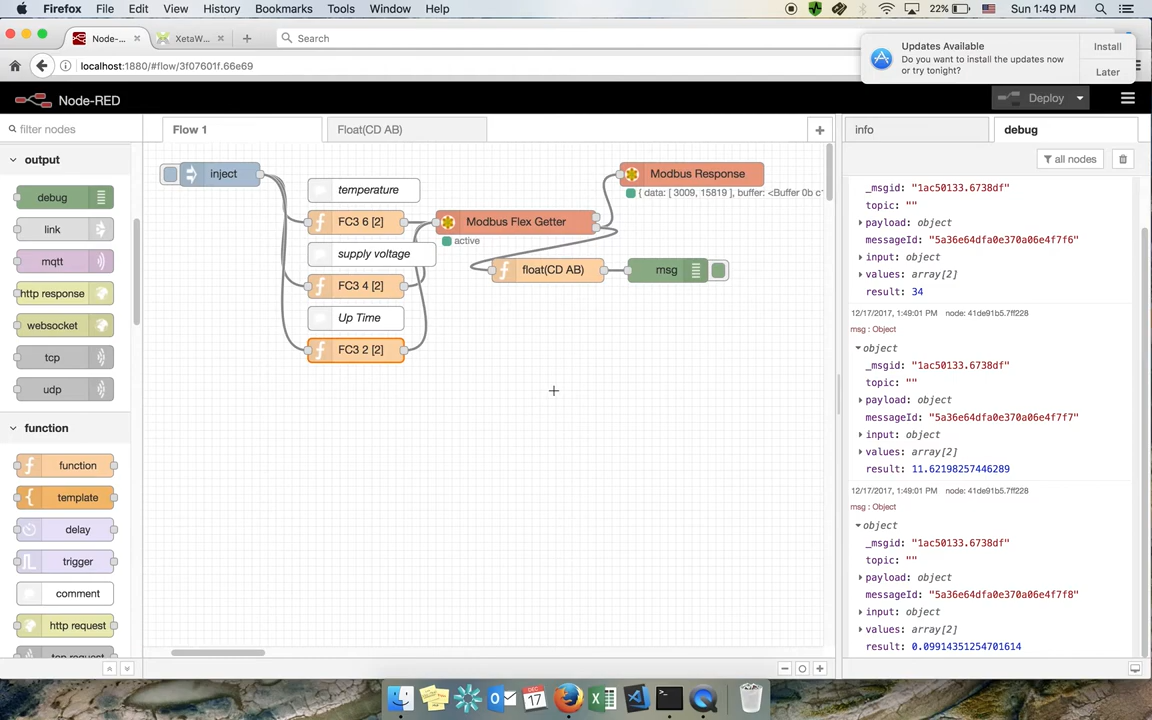 Firefox File Edit View History Bookmarks Tools Window Help 22% Sun 1:49 PM
Node-... XetaW... Search
localhost:1880/#flow/3f07601f.66e69
Updates Available
Do you want to install the updates now
or try tonight?
Install
Later
Node-RED
Deploy
filter nodes
Flow 1
Float(CD AB)
info
debug
output
debug
link
mqtt
http response
websocket
tcp
udp
function
function
template
delay
trigger
comment
http request
tcp request
inject
temperature
FC3 6 [2]
supply voltage
FC3 4 [2]
Up Time
FC3 2 [2]
Modbus Flex Getter
active
Modbus Response
{ data: [ 3009, 15819 ], buffer: <Buffer 0b c
float(CD AB)
msg
all nodes
_msgid: "1ac50133.6738df"
topic: ""
payload: object
messageId: "5a36e64dfa0e370a06e4f7f6"
input: object
values: array[2]
result: 34
12/17/2017, 1:49:01 PM node: 41de91b5.7ff228
msg : Object
object
_msgid: "1ac50133.6738df"
topic: ""
payload: object
messageId: "5a36e64dfa0e370a06e4f7f7"
input: object
values: array[2]
result: 11.62198257446289
12/17/2017, 1:49:01 PM node: 41de91b5.7ff228
msg : Object
object
_msgid: "1ac50133.6738df"
topic: ""
payload: object
messageId: "5a36e64dfa0e370a06e4f7f8"
input: object
values: array[2]
result: 0.09914351254701614
DEC
17